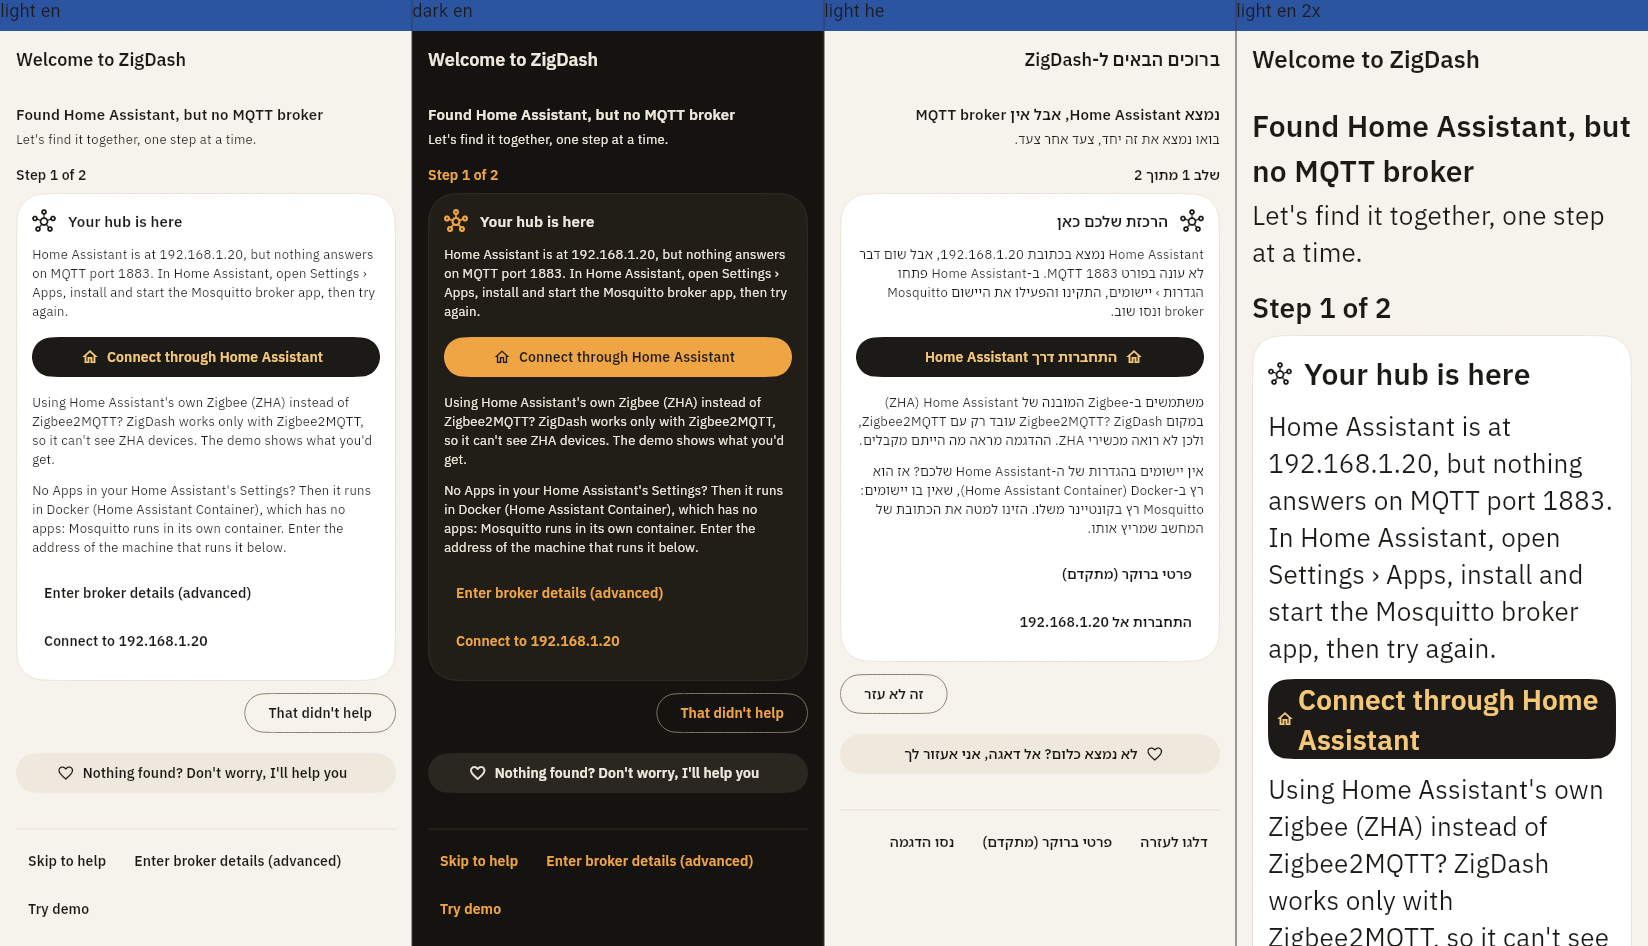 light en
Welcome to ZigDash
Found Home Assistant, but no MQTT broker
Let's find it together, one step at a time.
Step 1 of 2
Your hub is here
Home Assistant is at 192.168.1.20, but nothing answers
on MQTT port 1883. In Home Assistant, open Settings ›
Apps, install and start the Mosquitto broker app, then try
again.
Connect through Home Assistant
Using Home Assistant's own Zigbee (ZHA) instead of
Zigbee2MQTT? ZigDash works only with Zigbee2MQTT,
so it can't see ZHA devices. The demo shows what you'd
get.
No Apps in your Home Assistant's Settings? Then it runs
in Docker (Home Assistant Container), which has no
apps: Mosquitto runs in its own container. Enter the
address of the machine that runs it below.
Enter broker details (advanced)
Connect to 192.168.1.20
That didn't help
Nothing found? Don't worry, I'll help you
Skip to help Enter broker details (advanced)
Try demo
dark en
Welcome to ZigDash
Found Home Assistant, but no MQTT broker
Let's find it together, one step at a time.
Step 1 of 2
Your hub is here
Home Assistant is at 192.168.1.20, but nothing answers
on MQTT port 1883. In Home Assistant, open Settings ›
Apps, install and start the Mosquitto broker app, then try
again.
Connect through Home Assistant
Using Home Assistant's own Zigbee (ZHA) instead of
Zigbee2MQTT? ZigDash works only with Zigbee2MQTT,
so it can't see ZHA devices. The demo shows what you'd
get.
No Apps in your Home Assistant's Settings? Then it runs
in Docker (Home Assistant Container), which has no
apps: Mosquitto runs in its own container. Enter the
address of the machine that runs it below.
Enter broker details (advanced)
Connect to 192.168.1.20
That didn't help
Nothing found? Don't worry, I'll help you
Skip to help Enter broker details (advanced)
Try demo
light he
ברוכים הבאים ל-ZigDash
נמצא Home Assistant, אבל אין MQTT broker
בואו נמצא את זה יחד, צעד אחר צעד.
שלב 1 מתוך 2
הרכזת שלכם כאן
Home Assistant נמצא בכתובת 192.168.1.20, אבל שום דבר
לא עונה בפורט MQTT 1883. ב-Home Assistant פתחו
הגדרות › יישומים, התקינו והפעילו את היישום Mosquitto
broker ונסו שוב.
התחברות דרך Home Assistant
משתמשים ב-Zigbee המובנה של Home Assistant (ZHA)
במקום Zigbee2MQTT? ZigDash עובד רק עם Zigbee2MQTT,
ולכן לא רואה מכשירי ZHA. ההדגמה מראה מה הייתם מקבלים.
אין יישומים בהגדרות של ה-Home Assistant שלכם? אז הוא
רץ ב-Docker (Home Assistant Container), שאין בו יישומים:
Mosquitto רץ בקונטיינר משלו. הזינו למטה את הכתובת של
המחשב שמריץ אותו.
פרטי ברוקר (מתקדם)
התחברות אל 192.168.1.20
זה לא עזר
לא נמצא כלום? אל דאגה, אני אעזור לך
דלגו לעזרה פרטי ברוקר (מתקדם) נסו הדגמה
light en 2x
Welcome to ZigDash
Found Home Assistant, but
no MQTT broker
Let's find it together, one step
at a time.
Step 1 of 2
Your hub is here
Home Assistant is at
192.168.1.20, but nothing
answers on MQTT port 1883.
In Home Assistant, open
Settings › Apps, install and
start the Mosquitto broker
app, then try again.
Connect through Home
Assistant
Using Home Assistant's own
Zigbee (ZHA) instead of
Zigbee2MQTT? ZigDash
works only with
Zigbee2MQTT, so it can't see